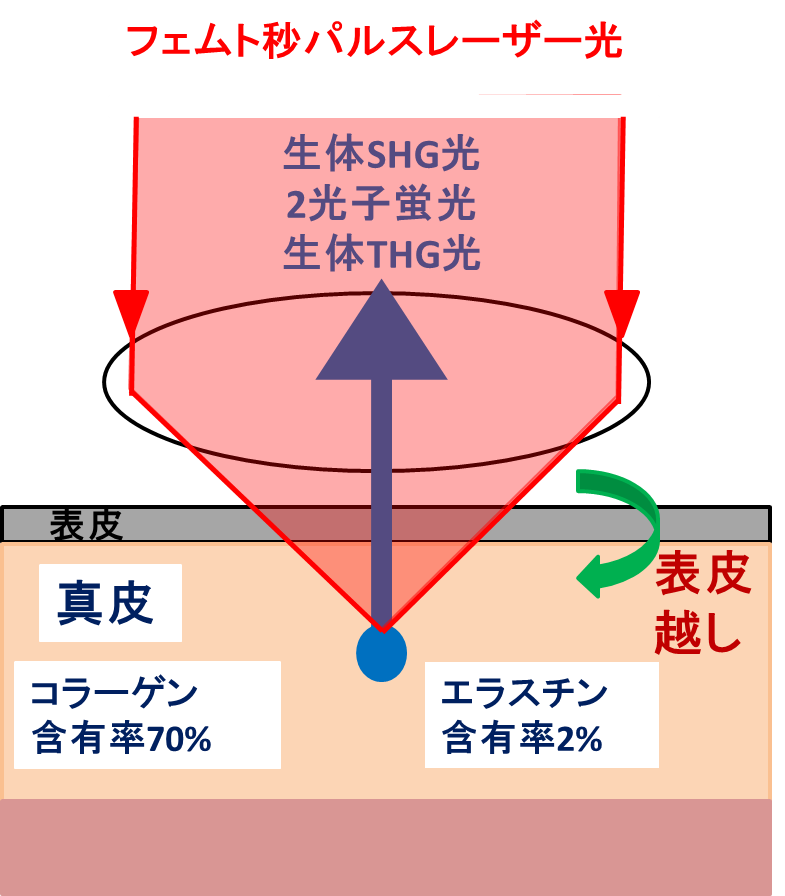 フェムト秒パルスレーザー光
生体SHG光
2光子蛍光
生体THG光
表皮
真皮
表皮
越し
コラーゲン
含有率70%
エラスチン
含有率2%